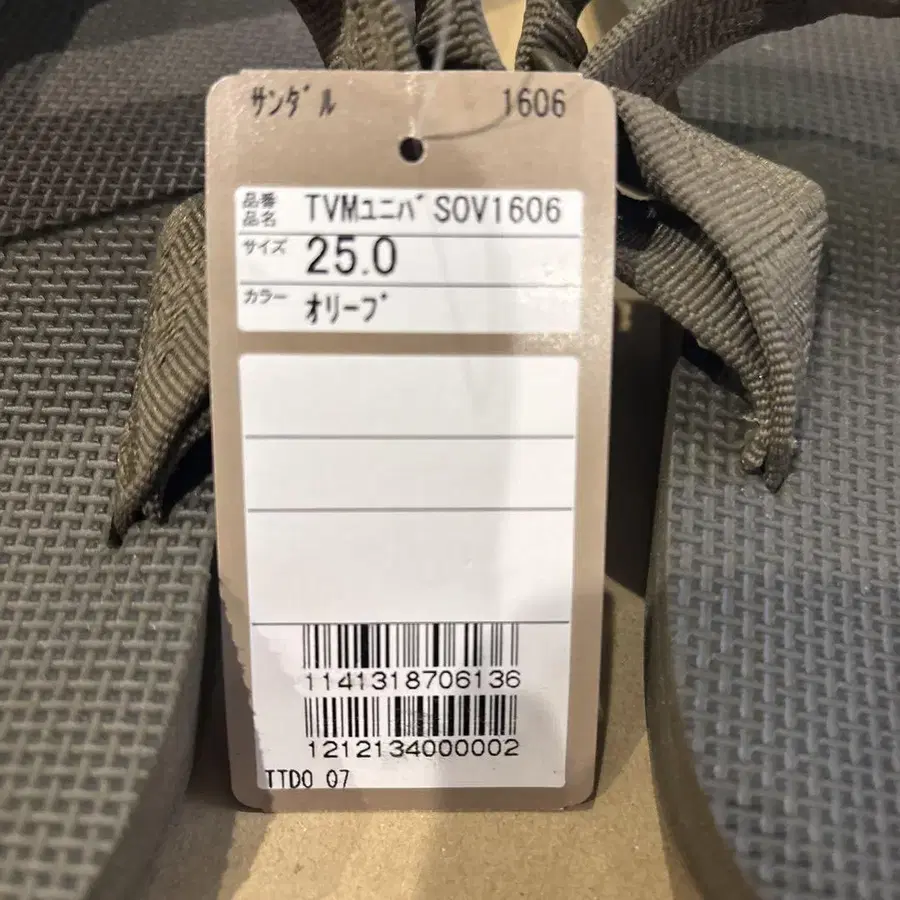 サンダル 1606
品番
品名 TVMユニバ SOV1606
サイズ 25.0
カラー オリーブ
1141318706136
1212134000002
TTDO 07